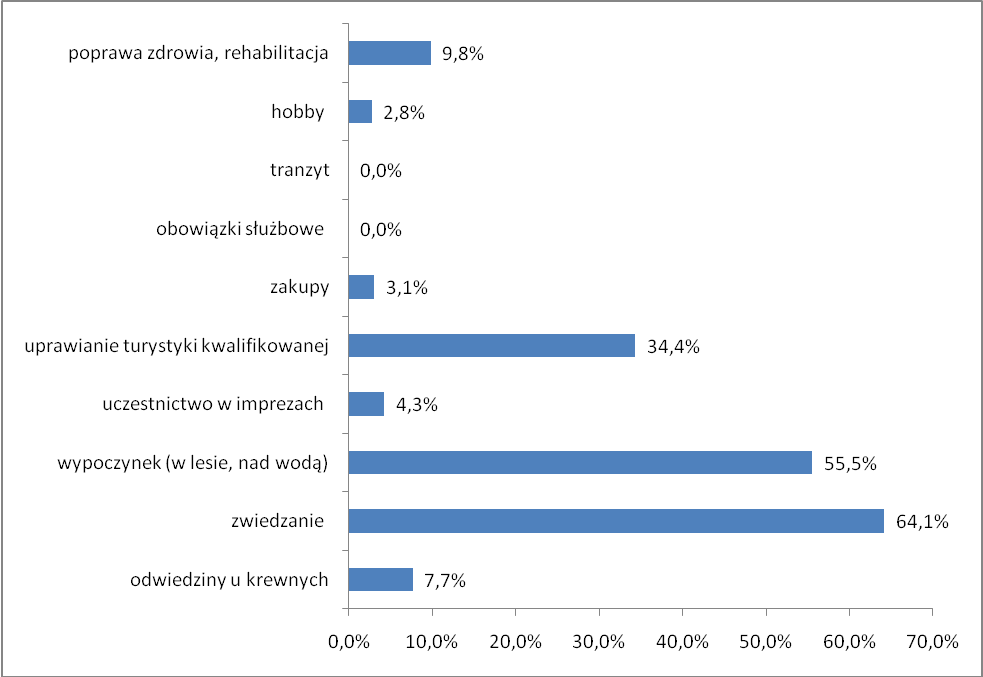 poprawa zdrowia, rehabilitacja 9,8%
hobby 2,8%
tranzyt 0,0%
obowiązki służbowe 0,0%
zakupy 3,1%
uprawianie turystyki kwalifikowanej 34,4%
uczestnictwo w imprezach 4,3%
wypoczynek (w lesie, nad wodą) 55,5%
zwiedzanie 64,1%
odwiedziny u krewnych 7,7%
0,0% 10,0% 20,0% 30,0% 40,0% 50,0% 60,0% 70,0%